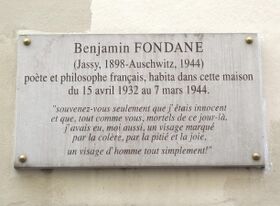 Benjamin FONDANE
(Jassy, 1898-Auschwitz, 1944)
poète et philosophe français, habita dans cette maison
du 15 avril 1932 au 7 mars 1944.
"souvenez-vous seulement que j'étais innocent
et que, tout comme vous, mortels de ce jour-là,
j'avais eu, moi aussi, un visage marqué
par la colère, par la pitié et la joie,
un visage d'homme tout simplement!"